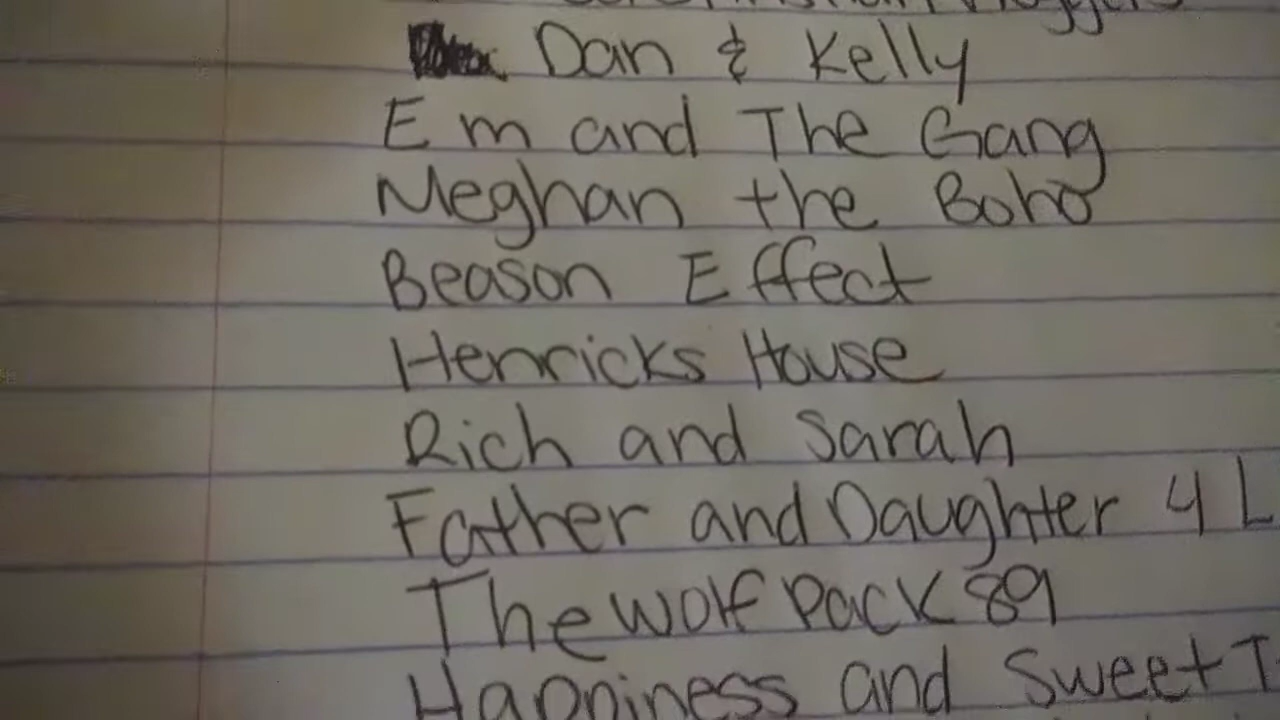 Dan & Kelly
Em and The Gang
Meghan the Boho
Beason Effect
Henricks House
Rich and Sarah
Father and Daughter 4 L
The wolf pack 89
Happiness and Sweet T